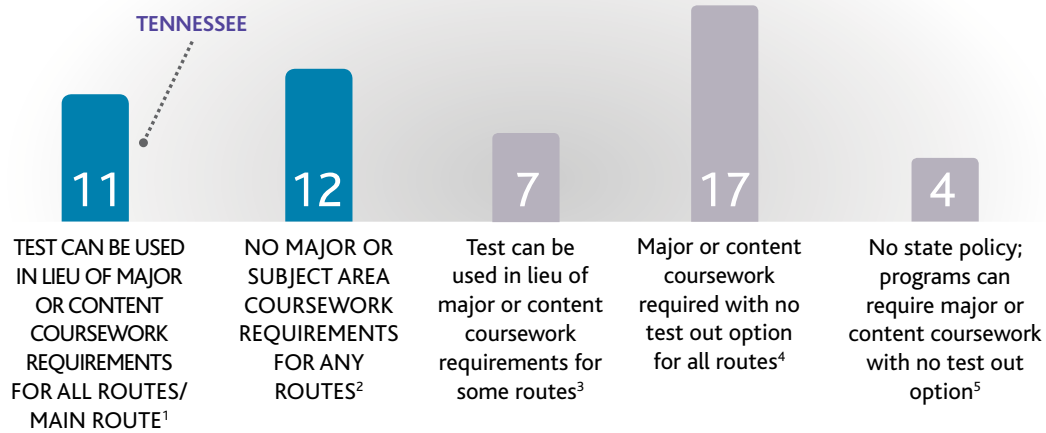 TENNESSEE
11
12
7
17
4
TEST CAN BE USED
IN LIEU OF MAJOR
OR CONTENT
COURSEWORK
REQUIREMENTS
FOR ALL ROUTES/
MAIN ROUTE¹
NO MAJOR OR
SUBJECT AREA
COURSEWORK
REQUIREMENTS
FOR ANY
ROUTES²
Test can be
used in lieu of
major or content
coursework
requirements for
some routes³
Major or content
coursework
required with no
test out option
for all routes⁴
No state policy;
programs can
require major or
content coursework
with no test out
option⁵